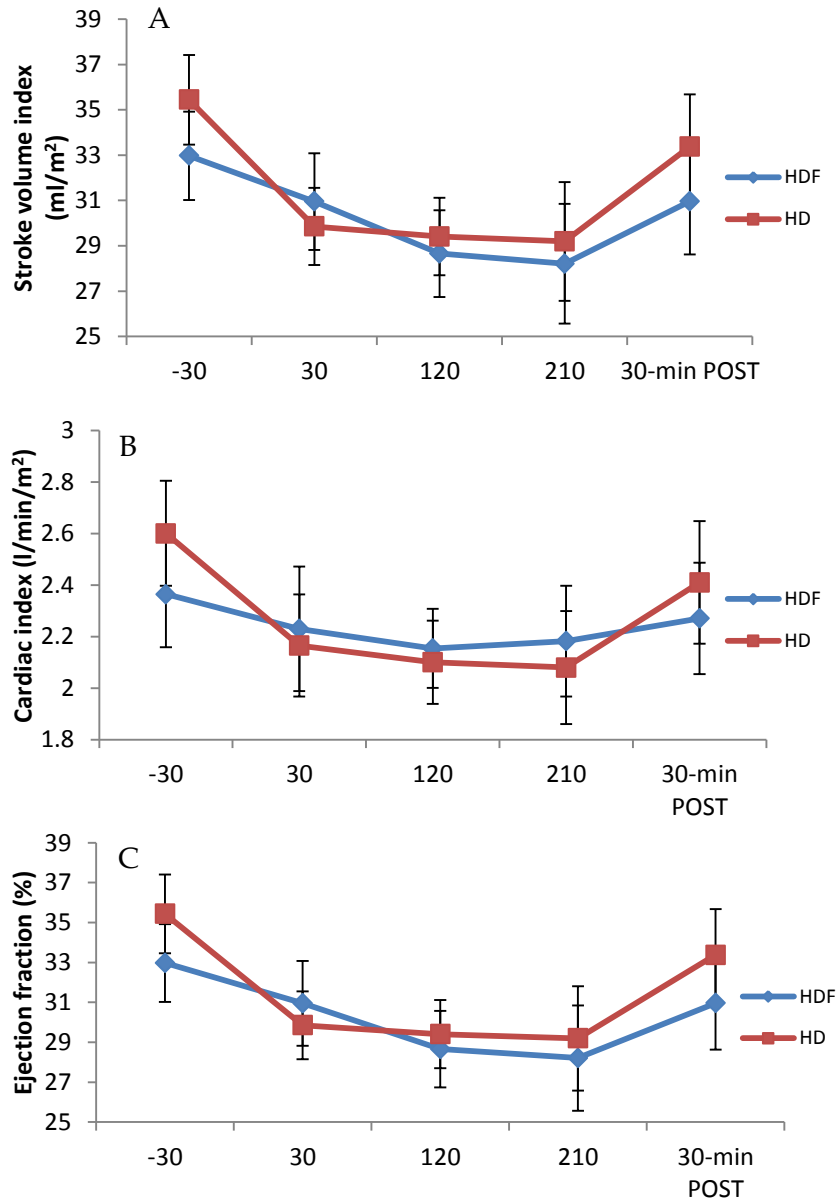 A
Stroke volume index
(ml/m²)
39
37
35
33
31
29
27
25
-30 30 120 210 30-min POST
HDF
HD
B
Cardiac index (l/min/m²)
3
2.8
2.6
2.4
2.2
2
1.8
-30 30 120 210 30-min
POST
HDF
HD
C
Ejection fraction (%)
39
37
35
33
31
29
27
25
-30 30 120 210 30-min
POST
HDF
HD